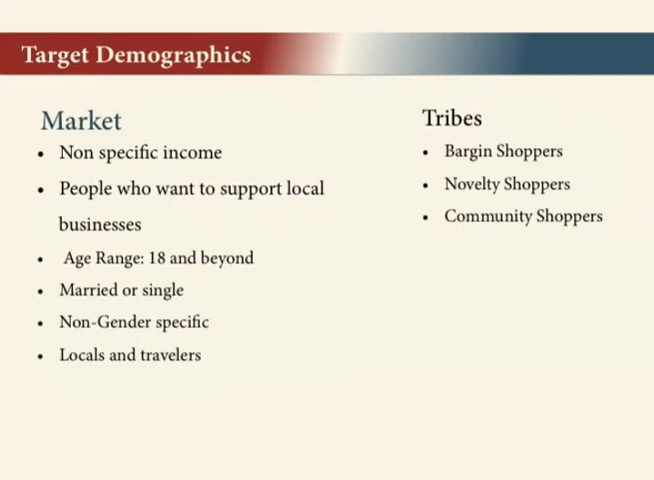 Target Demographics
Market
• Non specific income
• People who want to support local
businesses
• Age Range: 18 and beyond
• Married or single
• Non-Gender specific
• Locals and travelers
Tribes
• Bargin Shoppers
• Novelty Shoppers
• Community Shoppers